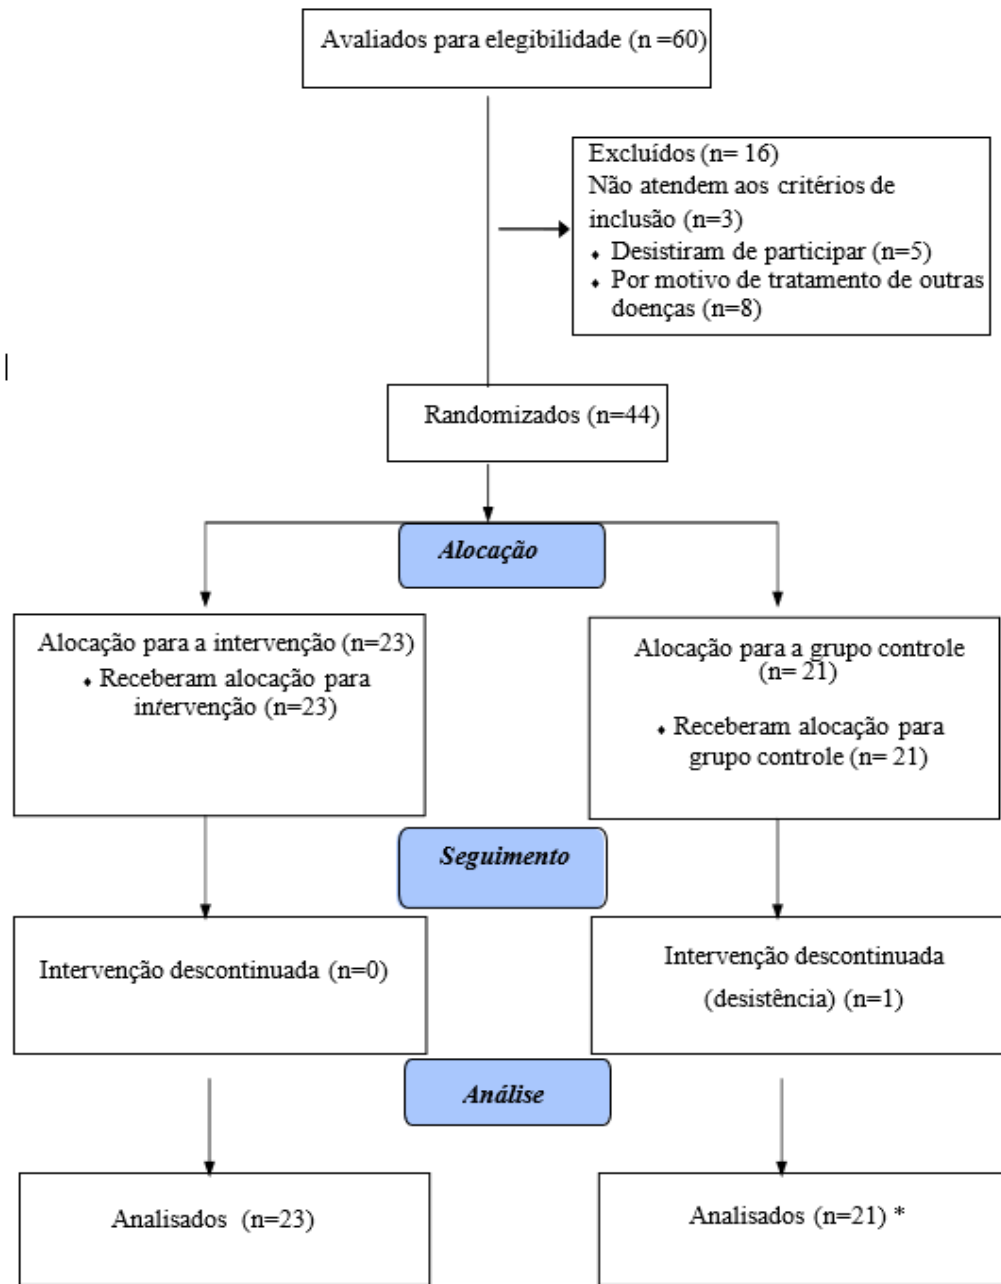 Avaliados para elegibilidade (n =60)
Excluídos (n= 16)
Não atendem aos critérios de
inclusão (n=3)
⬧ Desistiram de participar (n=5)
⬧ Por motivo de tratamento de outras
doenças (n=8)
Randomizados (n=44)
Alocação
Alocação para a intervenção (n=23)
⬧ Receberam alocação para
intervenção (n=23)
Alocação para a grupo controle
(n= 21)
⬧ Receberam alocação para
grupo controle (n= 21)
Seguimento
Intervenção descontinuada (n=0)
Intervenção descontinuada
(desistência) (n=1)
Análise
Analisados (n=23)
Analisados (n=21) *